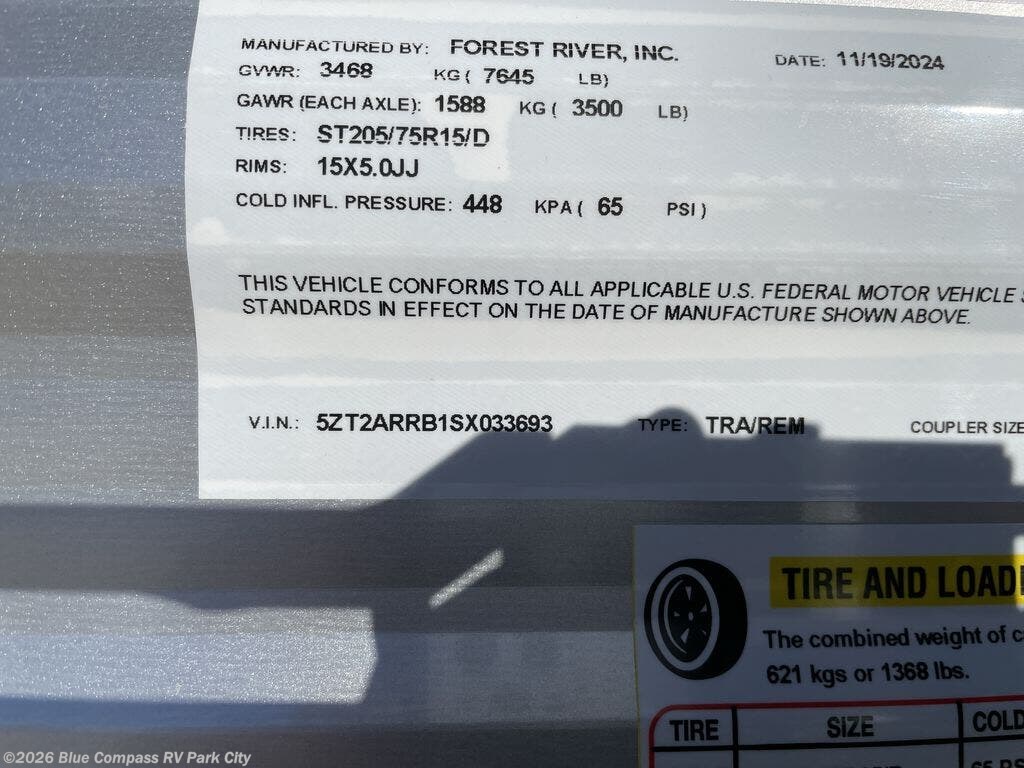 MANUFACTURED BY: FOREST RIVER, INC. DATE: 11/19/2024
GVWR: 3468 KG ( 7645 LB)
GAWR (EACH AXLE): 1588 KG ( 3500 LB)
TIRES: ST205/75R15/D
RIMS: 15X5.0JJ
COLD INFL. PRESSURE: 448 KPA ( 65 PSI )
THIS VEHICLE CONFORMS TO ALL APPLICABLE U.S. FEDERAL MOTOR VEHICLE
STANDARDS IN EFFECT ON THE DATE OF MANUFACTURE SHOWN ABOVE.
V.I.N.: 5ZT2ARRB1SX033693 TYPE: TRA/REM COUPLER SIZE
TIRE AND LOADI
The combined weight of c
621 kgs or 1368 lbs.
TIRE SIZE COLD
©2026 Blue Compass RV Park City